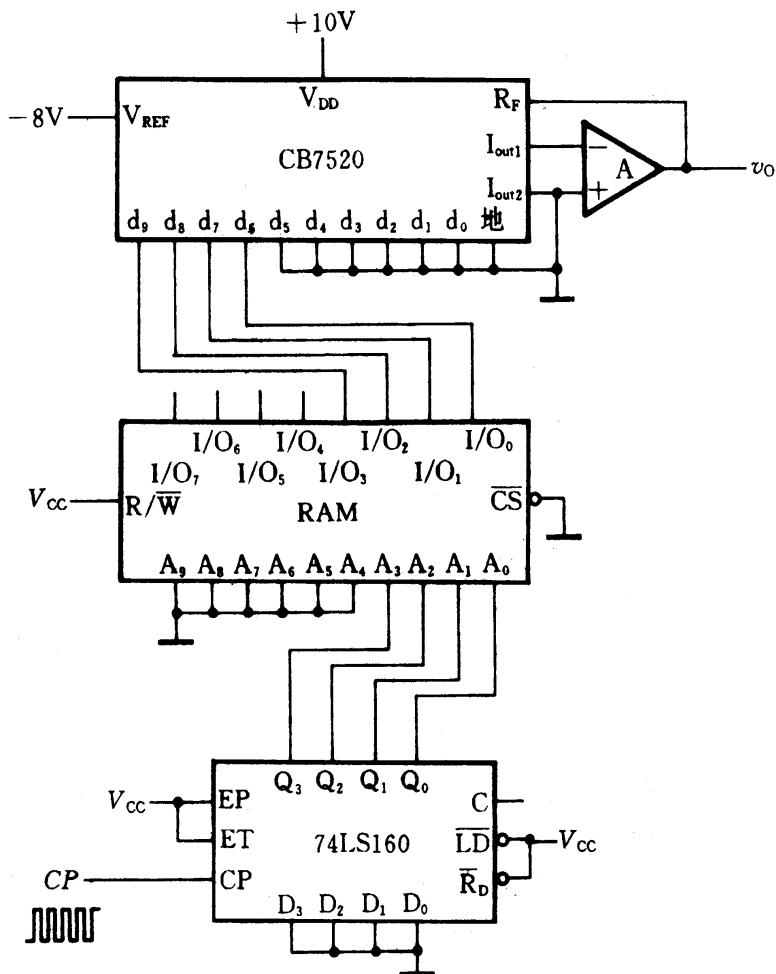 +10V
-8V
V_REF
V_DD
R_F
CB7520
I_out1
I_out2
− A +
v_O
d₉ d₈ d₇ d₆ d₅ d₄ d₃ d₂ d₁ d₀ 地
I/O₆ I/O₄ I/O₂ I/O₀
I/O₇ I/O₅ I/O₃ I/O₁
V_CC
R/W̅
RAM
C̅S̅
A₉ A₈ A₇ A₆ A₅ A₄ A₃ A₂ A₁ A₀
Q₃ Q₂ Q₁ Q₀
V_CC
EP
C
ET
74LS160
L̅D̅
V_CC
CP
CP
R̅_D
D₃ D₂ D₁ D₀